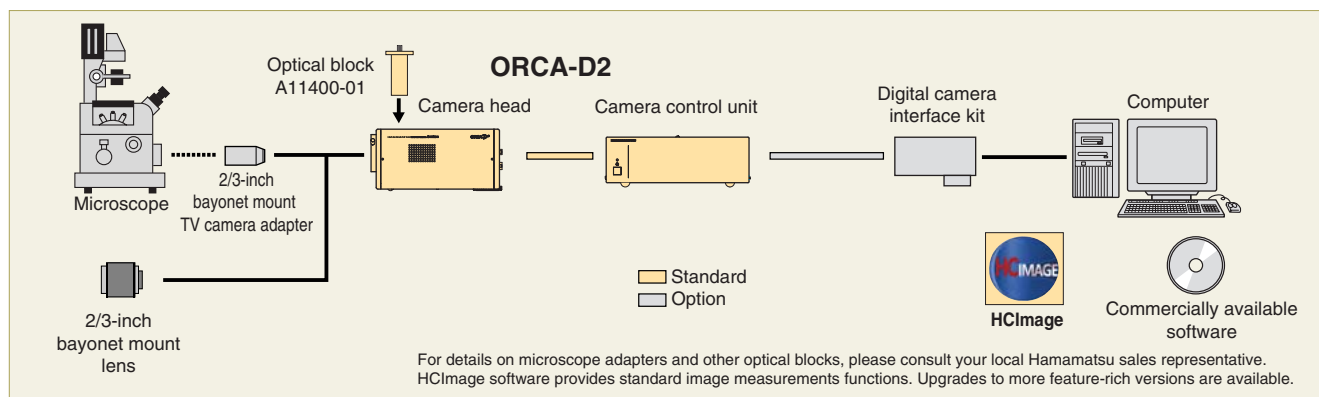 Optical block
A11400-01
ORCA-D2
Camera head
Camera control unit
Digital camera
interface kit
Computer
Microscope
2/3-inch
bayonet mount
TV camera adapter
2/3-inch
bayonet mount
lens
Standard
Option
HCIMAGE
HCImage
Commercially available
software
For details on microscope adapters and other optical blocks, please consult your local Hamamatsu sales representative.
HCImage software provides standard image measurements functions. Upgrades to more feature-rich versions are available.